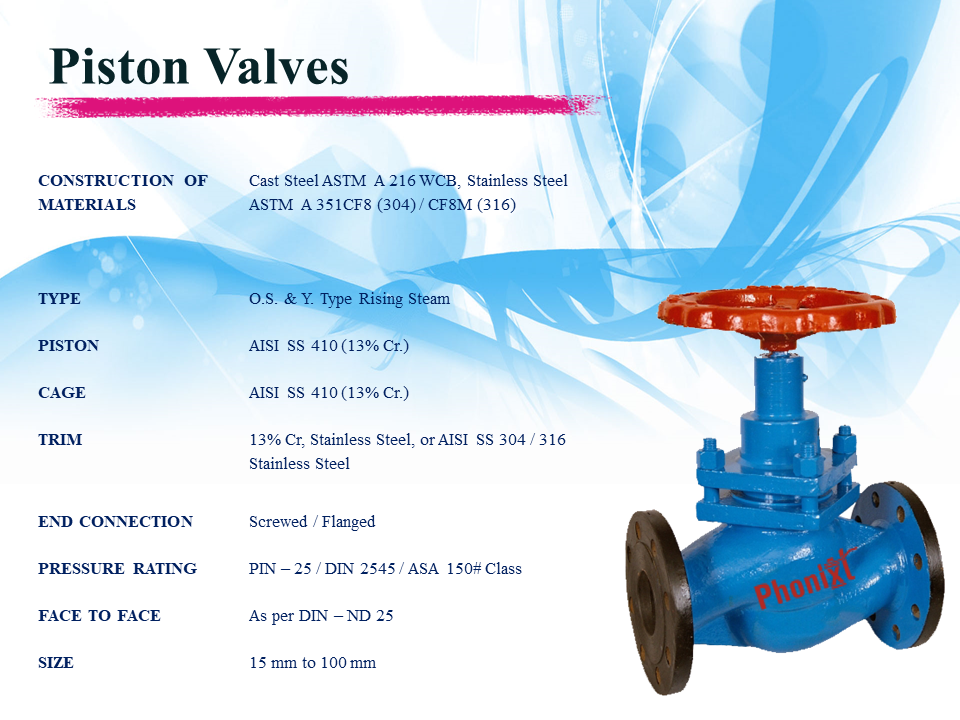 Piston Valves
CONSTRUCTION OF MATERIALS
Cast Steel ASTM A 216 WCB, Stainless Steel
ASTM A 351CF8 (304) / CF8M (316)
TYPE
O.S. & Y. Type Rising Steam
PISTON
AISI SS 410 (13% Cr.)
CAGE
AISI SS 410 (13% Cr.)
TRIM
13% Cr, Stainless Steel, or AISI SS 304 / 316
Stainless Steel
END CONNECTION
Screwed / Flanged
PRESSURE RATING
PIN – 25 / DIN 2545 / ASA 150# Class
FACE TO FACE
As per DIN – ND 25
SIZE
15 mm to 100 mm